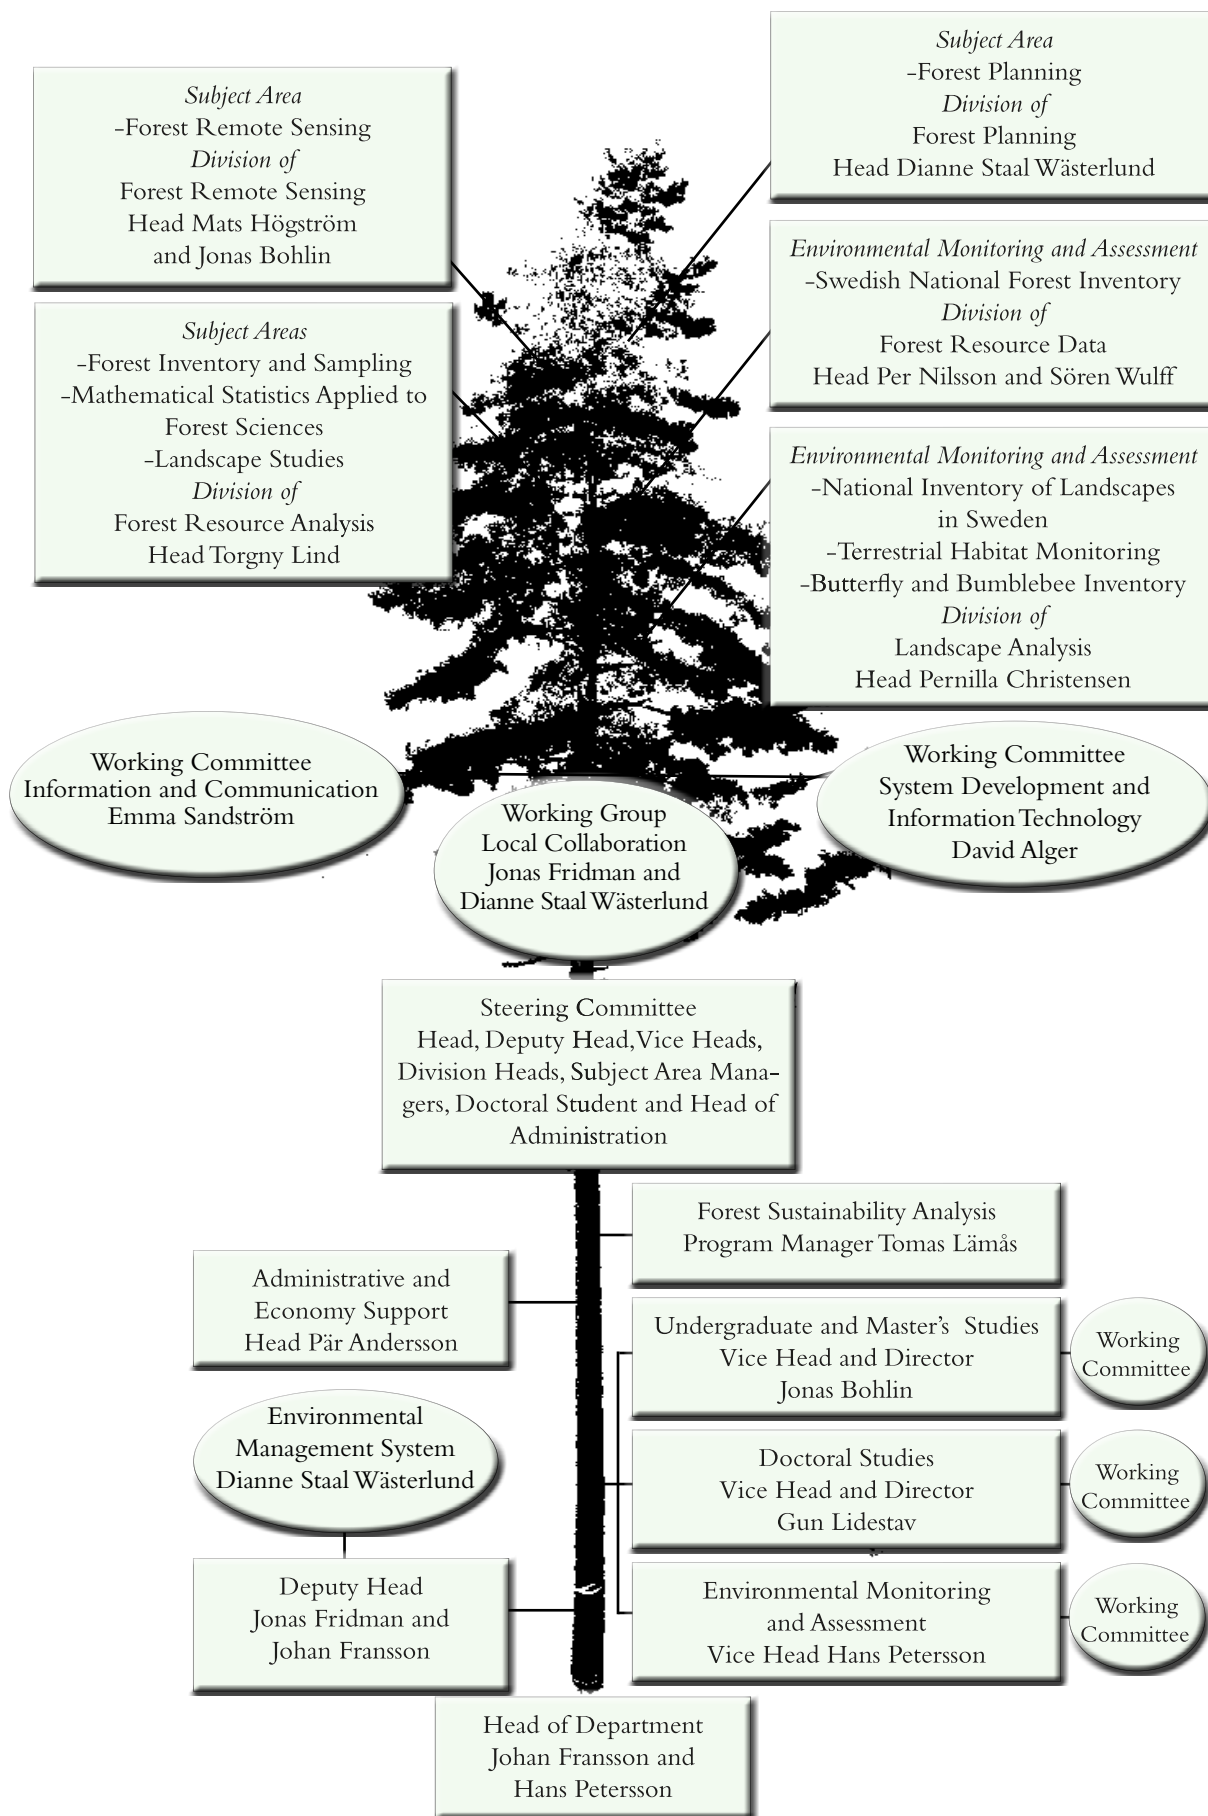 Subject Area
-Forest Remote Sensing
Division of
Forest Remote Sensing
Head Mats Högström
and Jonas Bohlin
Subject Areas
-Forest Inventory and Sampling
-Mathematical Statistics Applied to
Forest Sciences
-Landscape Studies
Division of
Forest Resource Analysis
Head Torgny Lind
Subject Area
-Forest Planning
Division of
Forest Planning
Head Dianne Staal Wästerlund
Environmental Monitoring and Assessment
-Swedish National Forest Inventory
Division of
Forest Resource Data
Head Per Nilsson and Sören Wulff
Environmental Monitoring and Assessment
-National Inventory of Landscapes
in Sweden
-Terrestrial Habitat Monitoring
-Butterfly and Bumblebee Inventory
Division of
Landscape Analysis
Head Pernilla Christensen
Working Committee
Information and Communication
Emma Sandström
Working Group
Local Collaboration
Jonas Fridman and
Dianne Staal Wästerlund
Working Committee
System Development and
Information Technology
David Alger
Steering Committee
Head, Deputy Head, Vice Heads,
Division Heads, Subject Area Mana-
gers, Doctoral Student and Head of
Administration
Forest Sustainability Analysis
Program Manager Tomas Lämås
Administrative and
Economy Support
Head Pär Andersson
Undergraduate and Master's Studies
Vice Head and Director
Jonas Bohlin
Working
Committee
Environmental
Management System
Dianne Staal Wästerlund
Doctoral Studies
Vice Head and Director
Gun Lidestav
Working
Committee
Deputy Head
Jonas Fridman and
Johan Fransson
Environmental Monitoring
and Assessment
Vice Head Hans Petersson
Working
Committee
Head of Department
Johan Fransson and
Hans Petersson